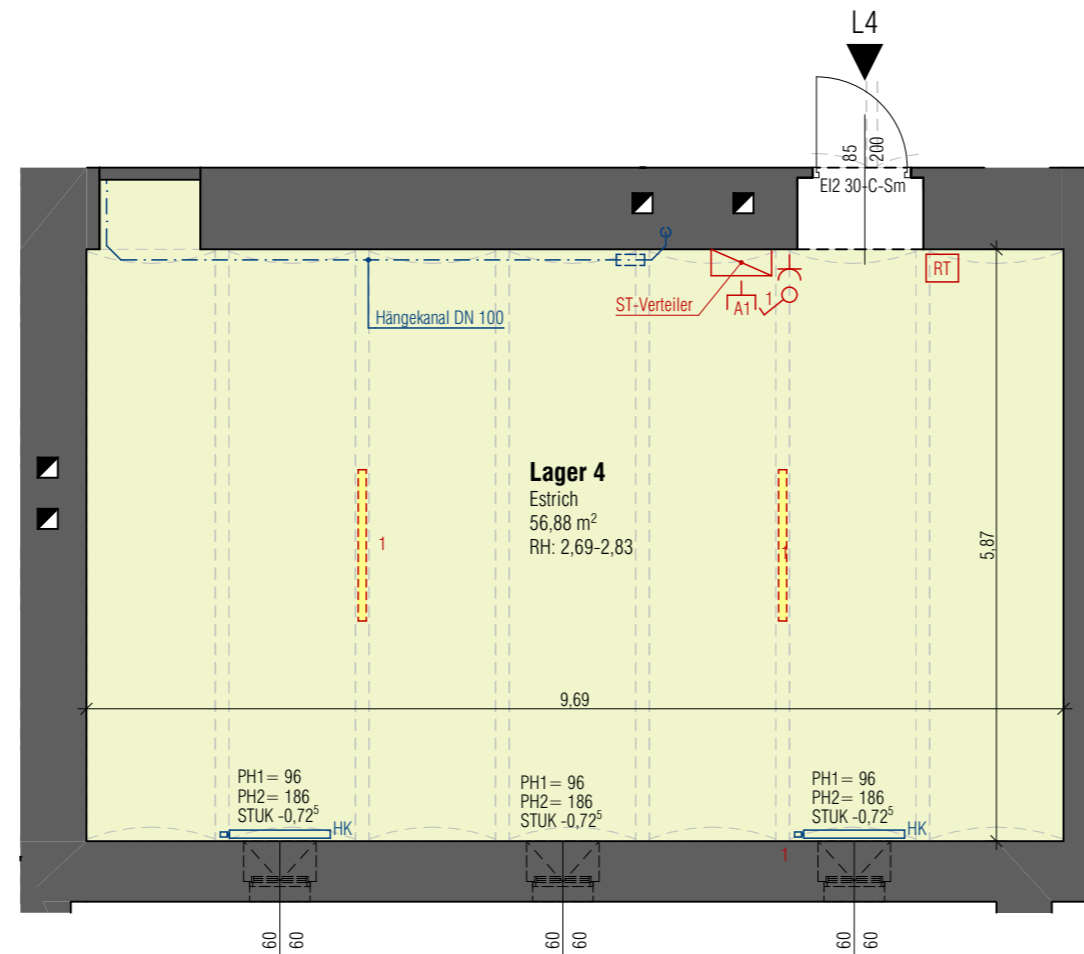 L4
85
200
EI2 30-C-Sm
RT
ST-Verteiler
A1
1
Hängekanal DN 100
Lager 4
Estrich
56,88 m²
RH: 2,69-2,83
1
1
5,87
9,69
PH1= 96
PH2= 186
STUK -0,72⁵
HK
PH1= 96
PH2= 186
STUK -0,72⁵
PH1= 96
PH2= 186
STUK -0,72⁵
HK
1
60
60
60
60
60
60